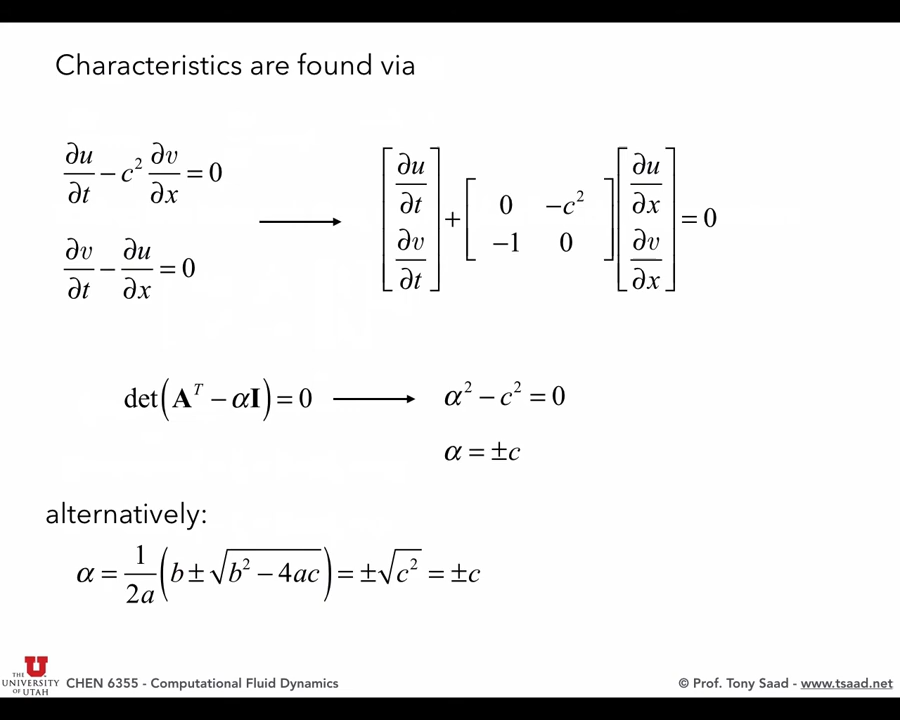 Characteristics are found via
∂u/∂t − c² ∂v/∂x = 0
∂v/∂t − ∂u/∂x = 0
[∂u/∂t; ∂v/∂t] + [0 −c²; −1 0] [∂u/∂x; ∂v/∂x] = 0
det(Aᵀ − αI) = 0 → α² − c² = 0
α = ±c
alternatively:
α = 1/2a (b ± √(b² − 4ac)) = ±√c² = ±c
THE
UNIVERSITY
OF UTAH
U
CHEN 6355 - Computational Fluid Dynamics
© Prof. Tony Saad - www.tsaad.net